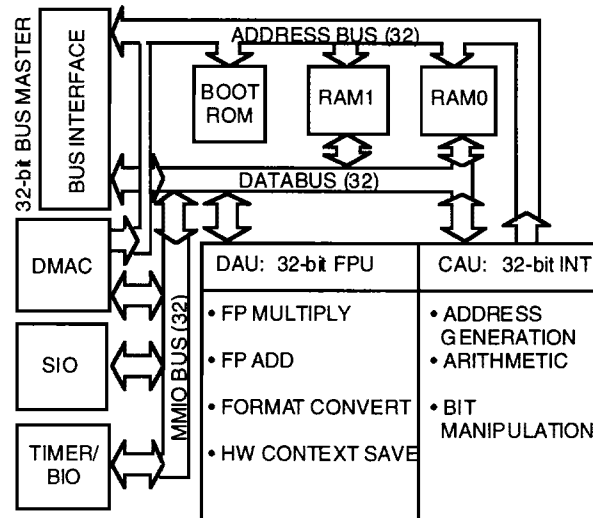 32-bit BUS MASTER
BUS INTERFACE
ADDRESS BUS (32)
BOOT
ROM
RAM1
RAM0
DATABUS (32)
DMAC
SIO
TIMER/
BIO
MMIO BUS (32)
DAU: 32-bit FPU
• FP MULTIPLY
• FP ADD
• FORMAT CONVERT
• HW CONTEXT SAVE
CAU: 32-bit INT
• ADDRESS
GENERATION
• ARITHMETIC
• BIT
MANIPULATION